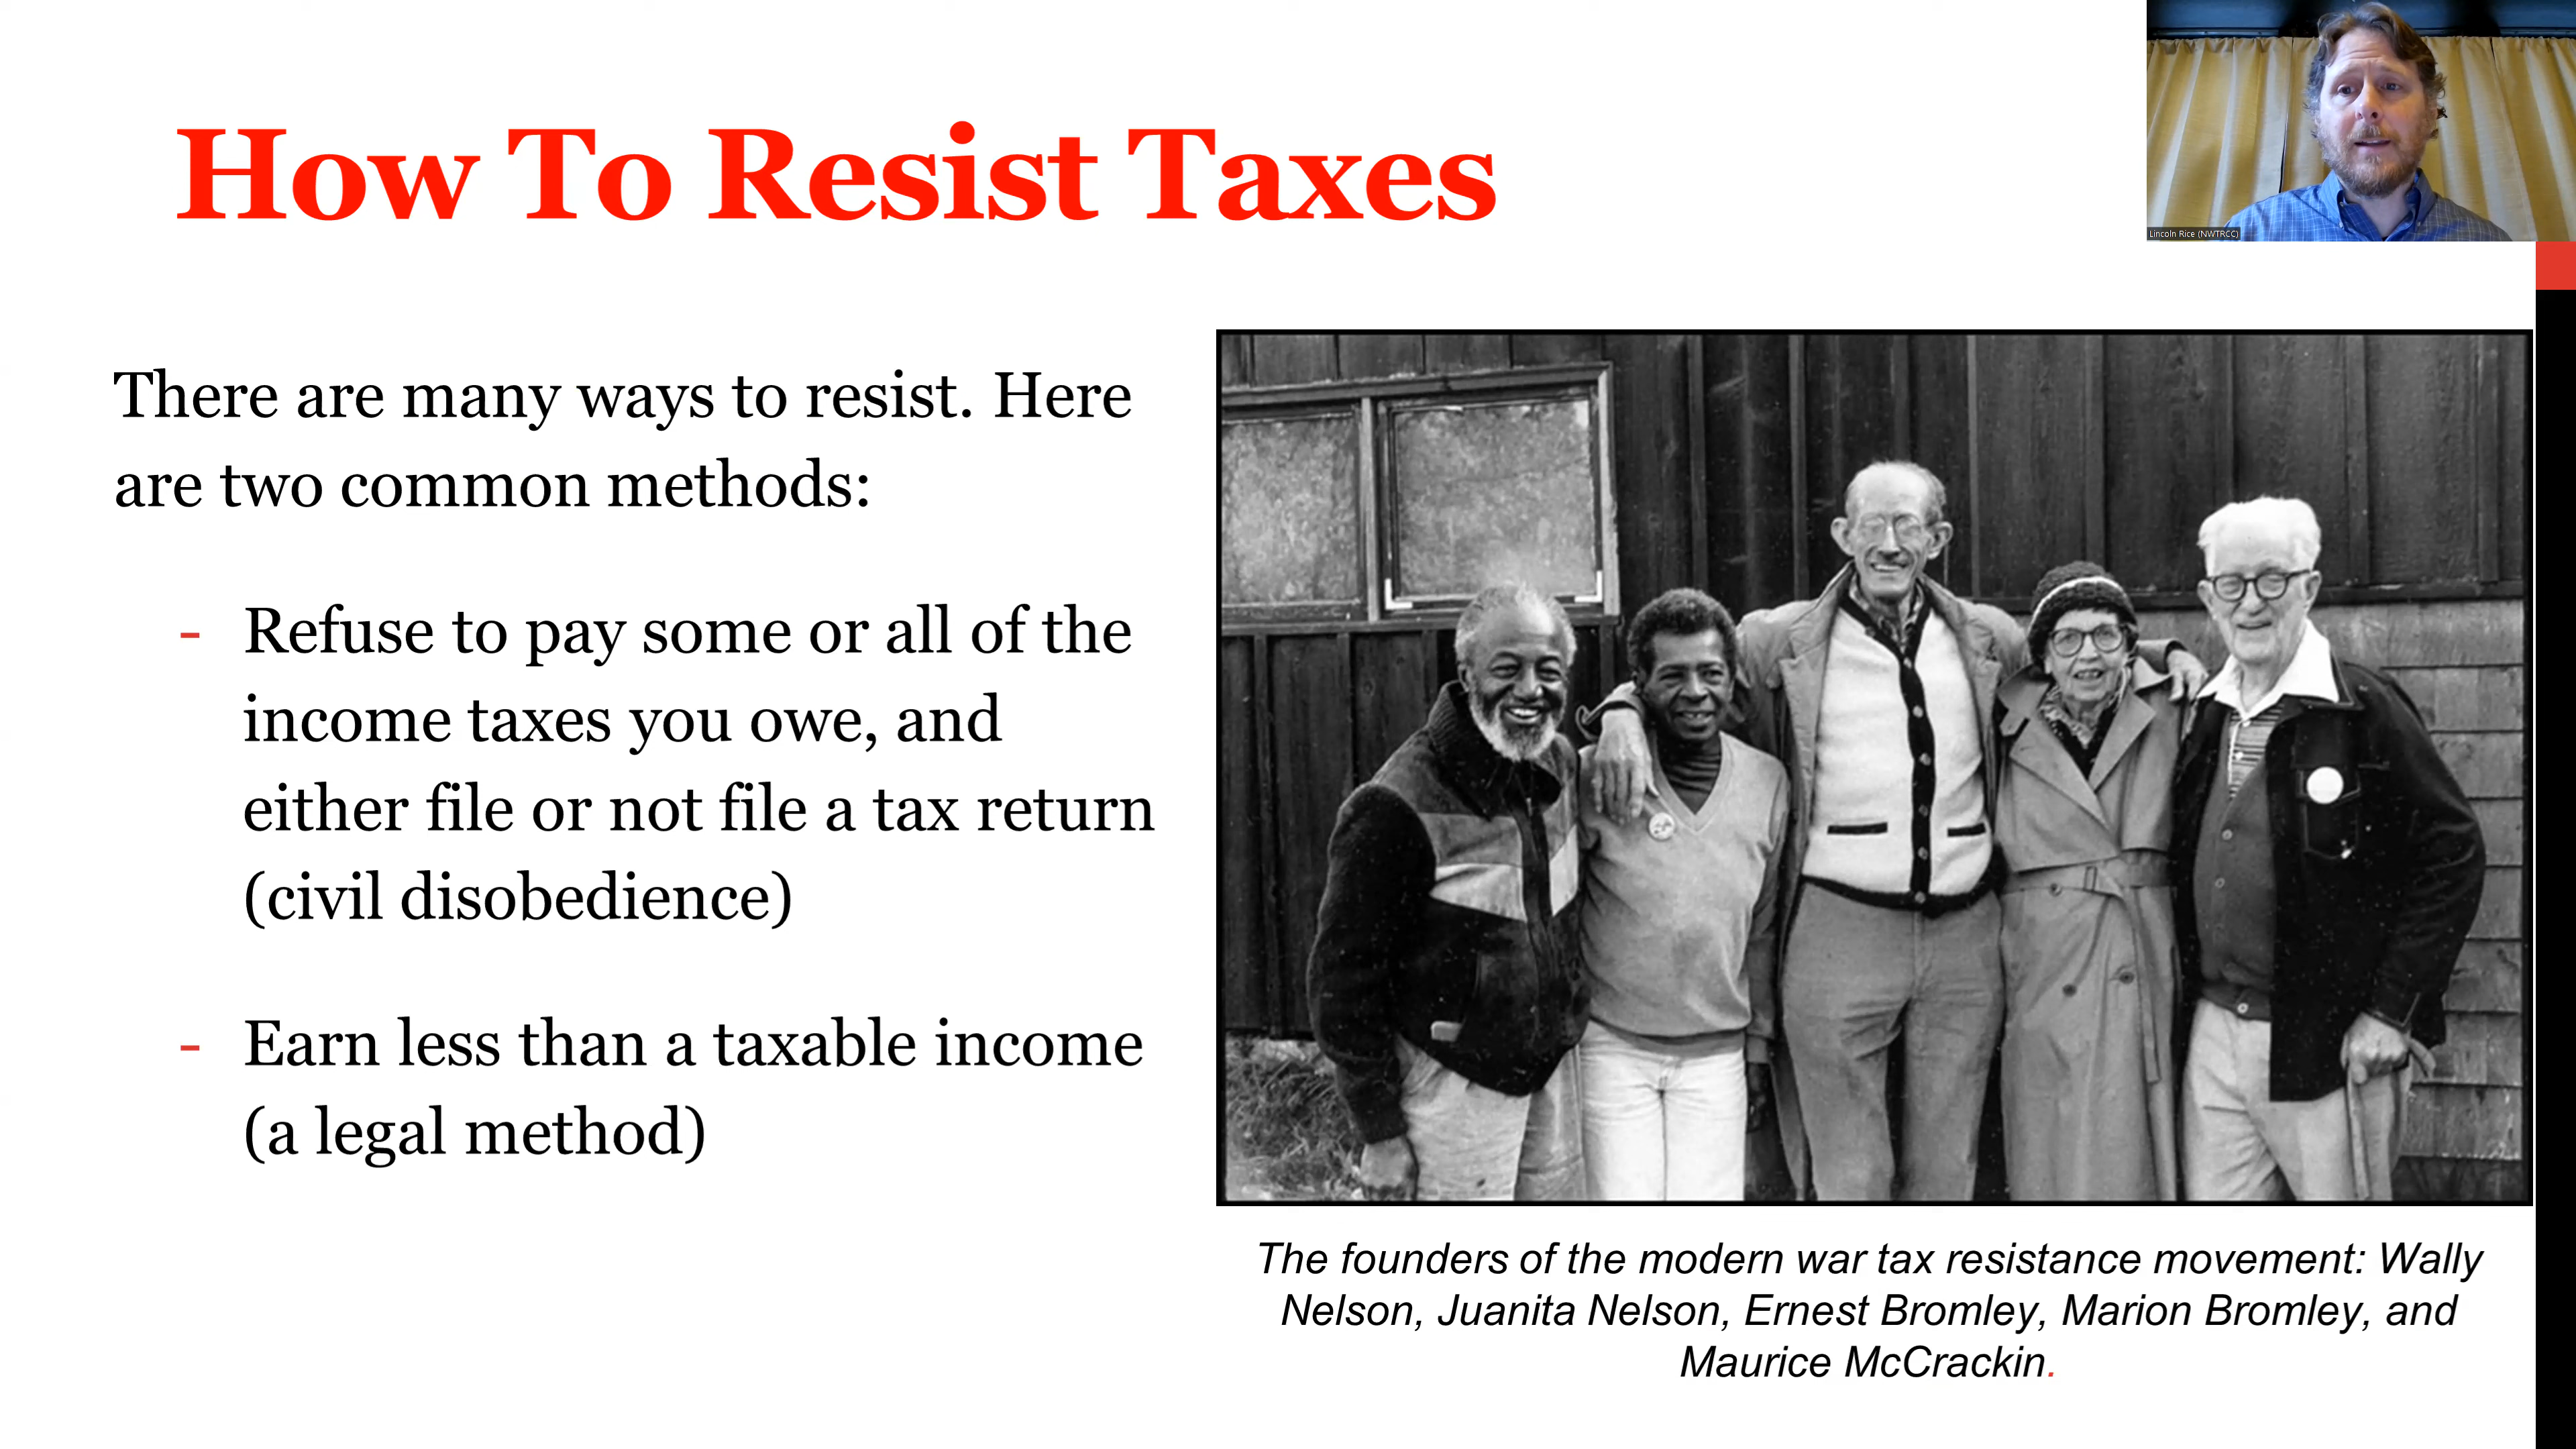 How To Resist Taxes
Lincoln Rice (NWTRCC)
There are many ways to resist. Here
are two common methods:
- Refuse to pay some or all of the
income taxes you owe, and
either file or not file a tax return
(civil disobedience)
- Earn less than a taxable income
(a legal method)
The founders of the modern war tax resistance movement: Wally
Nelson, Juanita Nelson, Ernest Bromley, Marion Bromley, and
Maurice McCrackin.